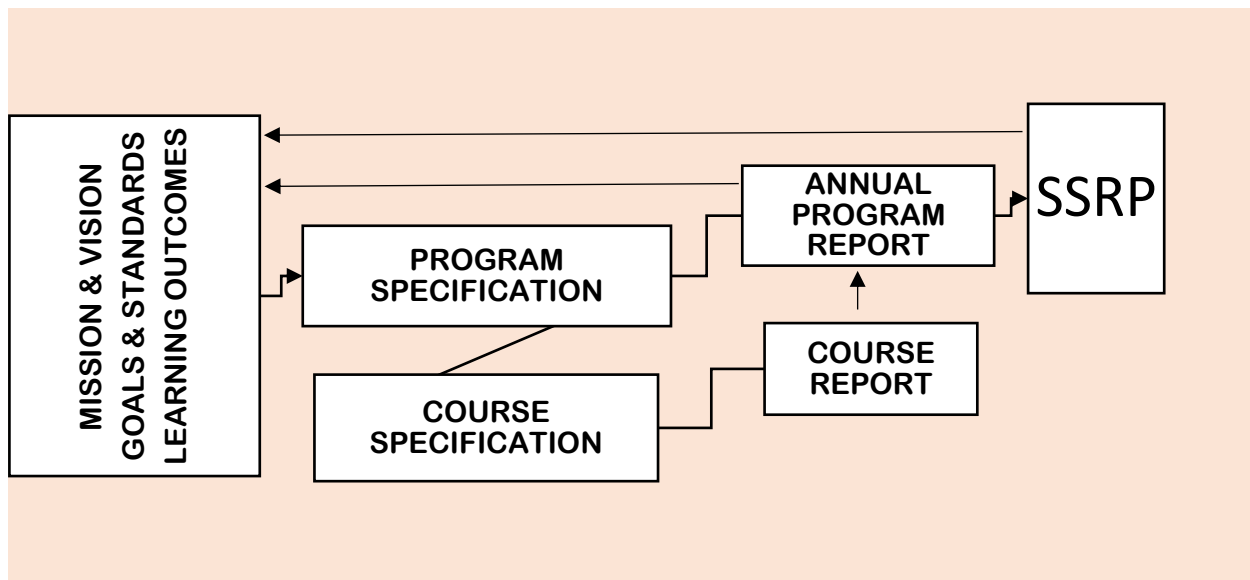 MISSION & VISION
GOALS & STANDARDS
LEARNING OUTCOMES
PROGRAM
SPECIFICATION
COURSE
SPECIFICATION
ANNUAL
PROGRAM
REPORT
COURSE
REPORT
SSRP